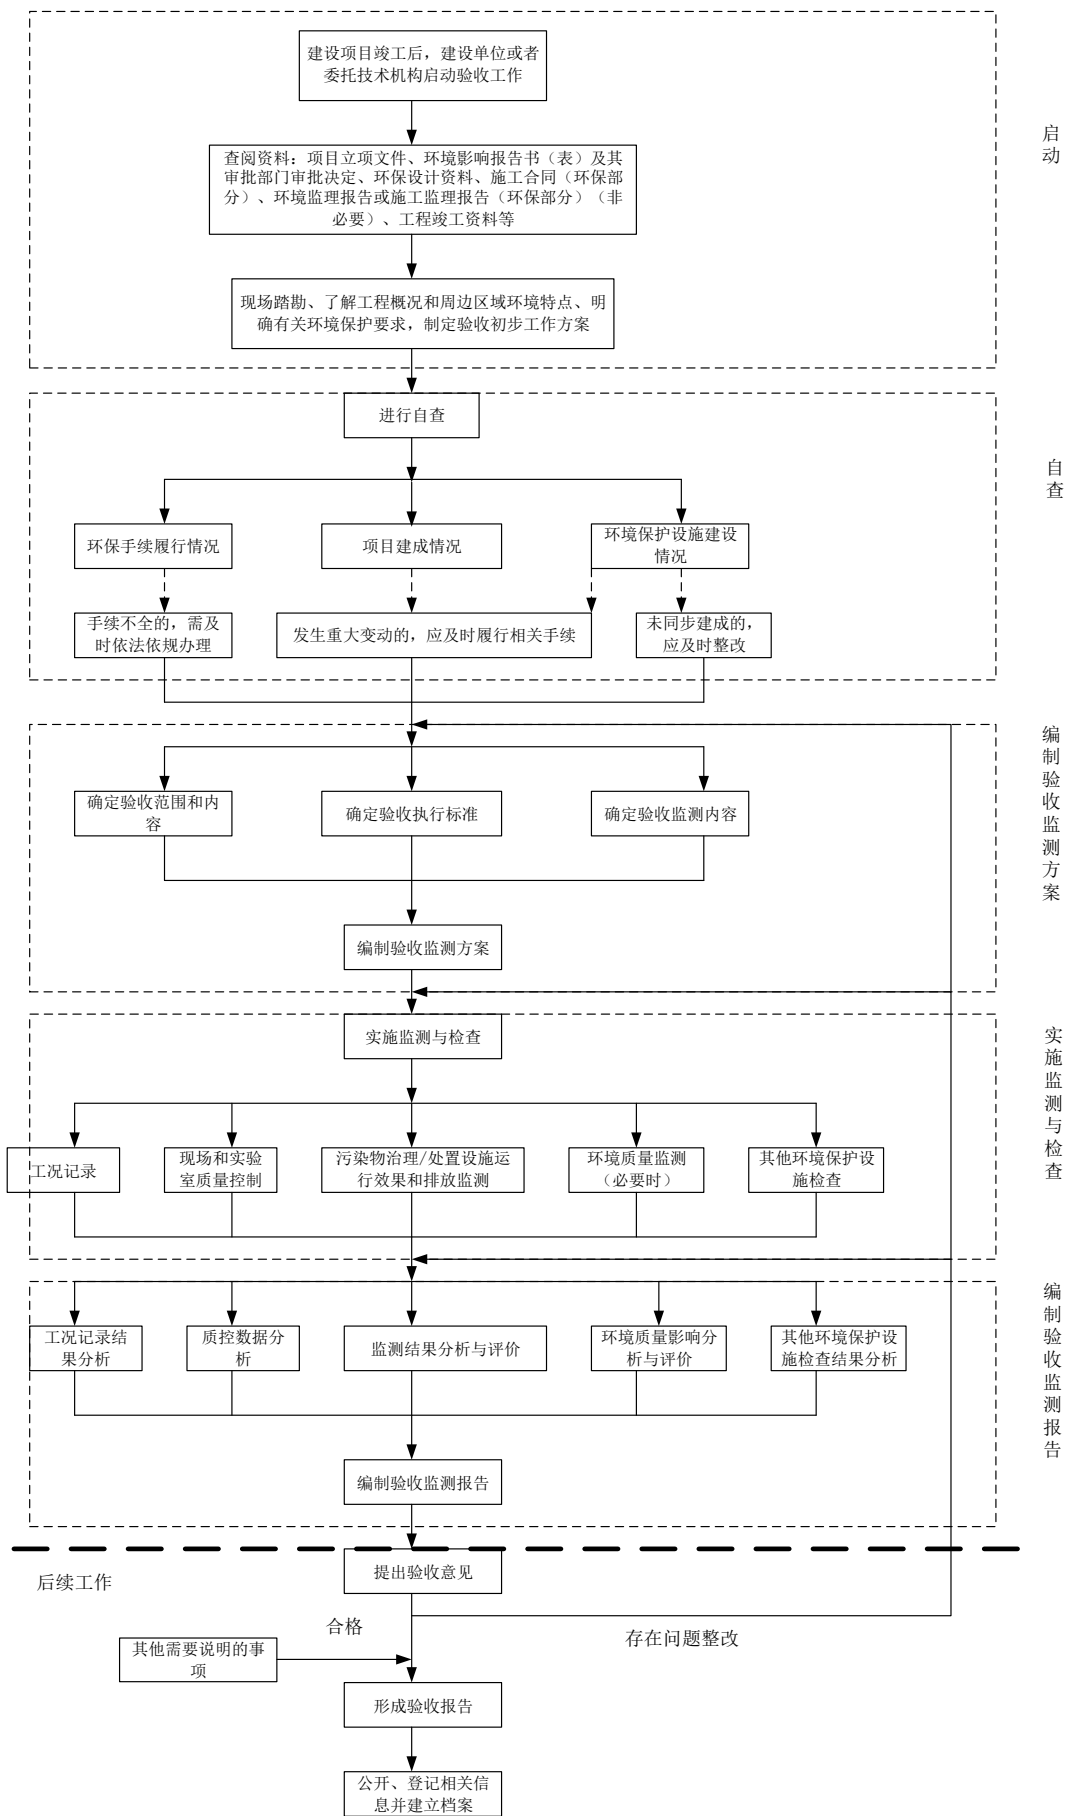 建设项目竣工后，建设单位或者
委托技术机构启动验收工作
启
动
查阅资料：项目立项文件、环境影响报告书（表）及其
审批部门审批决定、环保设计资料、施工合同（环保部
分）、环境监理报告或施工监理报告（环保部分）（非
必要）、工程竣工资料等
现场踏勘、了解工程概况和周边区域环境特点、明
确有关环境保护要求，制定验收初步工作方案
进行自查
自
查
环保手续履行情况
项目建成情况
环境保护设施建设
情况
手续不全的，需及
时依法依规办理
发生重大变动的，应及时履行相关手续
未同步建成的，
应及时整改
编
制
验
收
监
测
方
案
确定验收范围和内
容
确定验收执行标准
确定验收监测内容
编制验收监测方案
实施监测与检查
实
施
监
测
与
检
查
工况记录
现场和实验
室质量控制
污染物治理/处置设施运
行效果和排放监测
环境质量监测
（必要时）
其他环境保护设
施检查
编
制
验
收
监
测
报
告
工况记录结
果分析
质控数据分
析
监测结果分析与评价
环境质量影响分
析与评价
其他环境保护设
施检查结果分析
编制验收监测报告
提出验收意见
后续工作
合格
存在问题整改
其他需要说明的事
项
形成验收报告
公开、登记相关信
息并建立档案